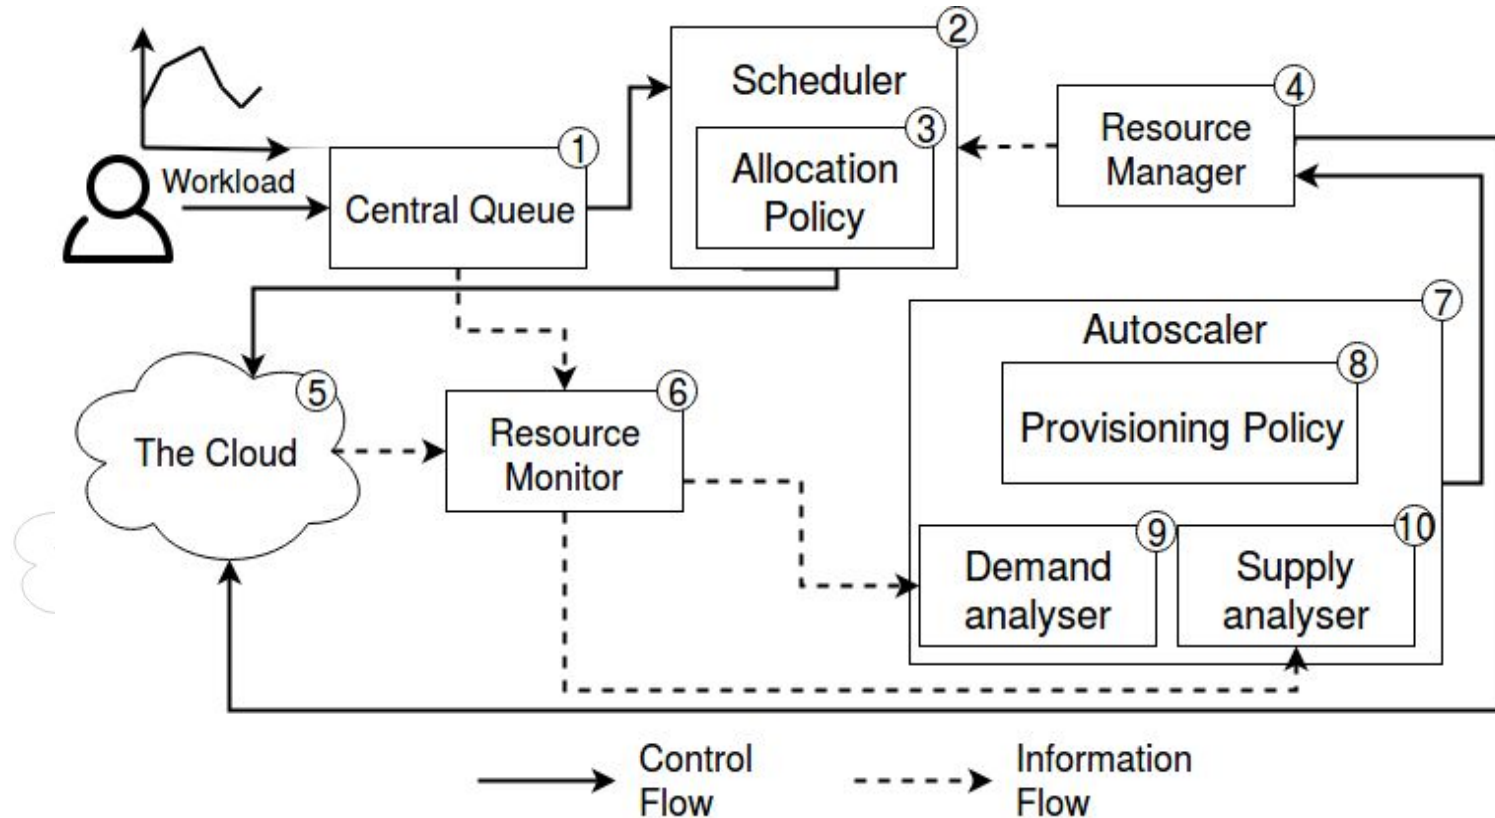 2
Scheduler
4
3
Resource
Manager
1
Allocation
Policy
Workload
Central Queue
7
Autoscaler
8
5
6
Provisioning Policy
The Cloud
Resource
Monitor
9
10
Demand
analyser
Supply
analyser
Control
Flow
Information
Flow